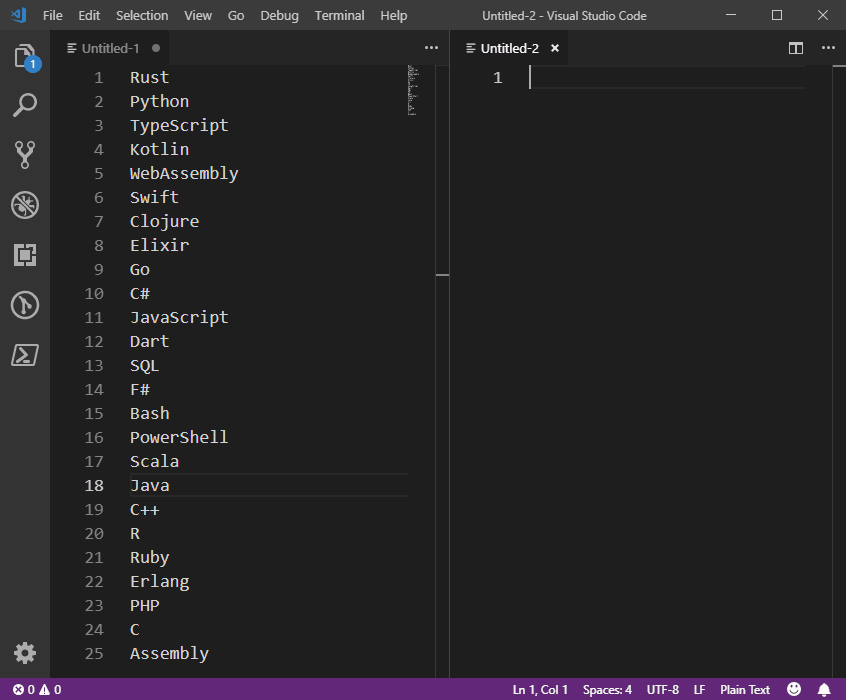 File Edit Selection View Go Debug Terminal Help Untitled-2 - Visual Studio Code
Untitled-1
Untitled-2
1
1 Rust
2 Python
3 TypeScript
4 Kotlin
5 WebAssembly
6 Swift
7 Clojure
8 Elixir
9 Go
10 C#
11 JavaScript
12 Dart
13 SQL
14 F#
15 Bash
16 PowerShell
17 Scala
18 Java
19 C++
20 R
21 Ruby
22 Erlang
23 PHP
24 C
25 Assembly
1
0 0 Ln 1, Col 1 Spaces: 4 UTF-8 LF Plain Text